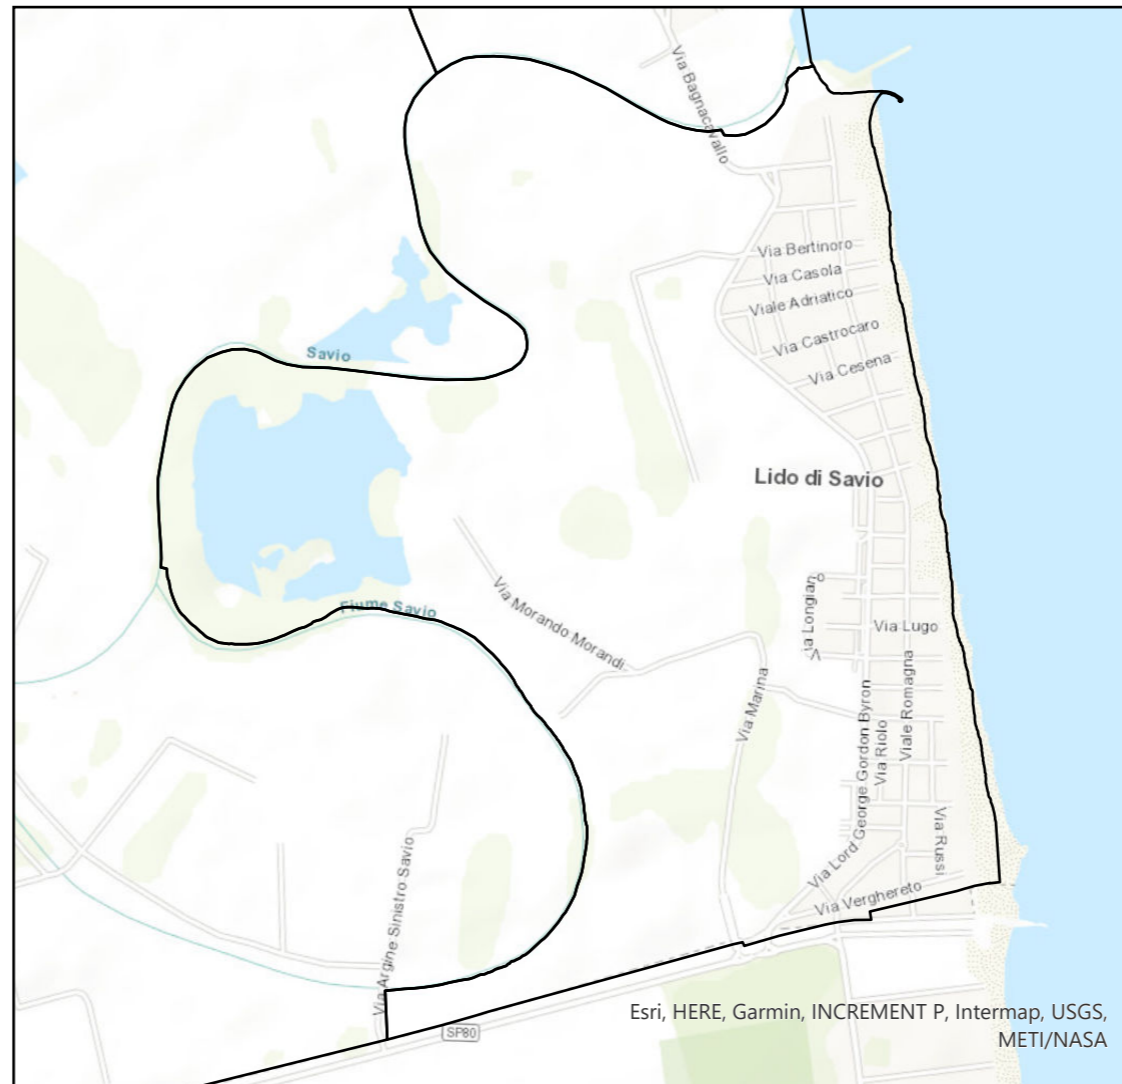 Via Bagnacavallo
Via Bertinoro
Via Casola
Viale Adriatico
Via Castrocaro
Via Cesena
Savio
Lido di Savio
Fiume Savio
Via Morando Morandi
Via Longiano
Via Lugo
Via Marina
Via Lord George Gordon Byron
Via Riolo
Viale Romagna
Via Russi
Via Verghereto
Via Argine Sinistro Savio
SP80
Esri, HERE, Garmin, INCREMENT P, Intermap, USGS,
METI/NASA